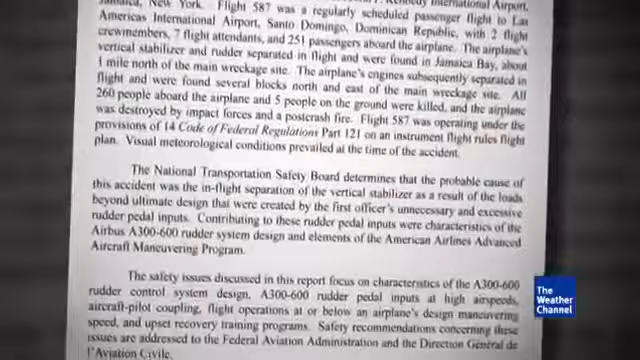 Jamaica, New York. Flight 587 was a regularly scheduled passenger flight to Las
Americas International Airport, Santo Domingo, Dominican Republic, with 2 flight
crewmembers, 7 flight attendants, and 251 passengers aboard the airplane. The airplane's
vertical stabilizer and rudder separated in flight and were found in Jamaica Bay, about
1 mile north of the main wreckage site. The airplane's engines subsequently separated in
flight and were found several blocks north and east of the main wreckage site. All
260 people aboard the airplane and 5 people on the ground were killed, and the airplane
was destroyed by impact forces and a postcrash fire. Flight 587 was operating under the
provisions of 14 Code of Federal Regulations Part 121 on an instrument flight rules flight
plan. Visual meteorological conditions prevailed at the time of the accident.
The National Transportation Safety Board determines that the probable cause of
this accident was the in-flight separation of the vertical stabilizer as a result of the loads
beyond ultimate design that were created by the first officer's unnecessary and excessive
rudder pedal inputs. Contributing to these rudder pedal inputs were characteristics of the
Airbus A300-600 rudder system design and elements of the American Airlines Advanced
Aircraft Maneuvering Program.
The safety issues discussed in this report focus on characteristics of the A300-600
rudder control system design, A300-600 rudder pedal inputs at high airspeeds,
aircraft-pilot coupling, flight operations at or below an airplane's design maneuvering
speed, and upset recovery training programs. Safety recommendations concerning these
issues are addressed to the Federal Aviation Administration and the Direction Général de
l'Aviation Civile.
The
Weather
Channel